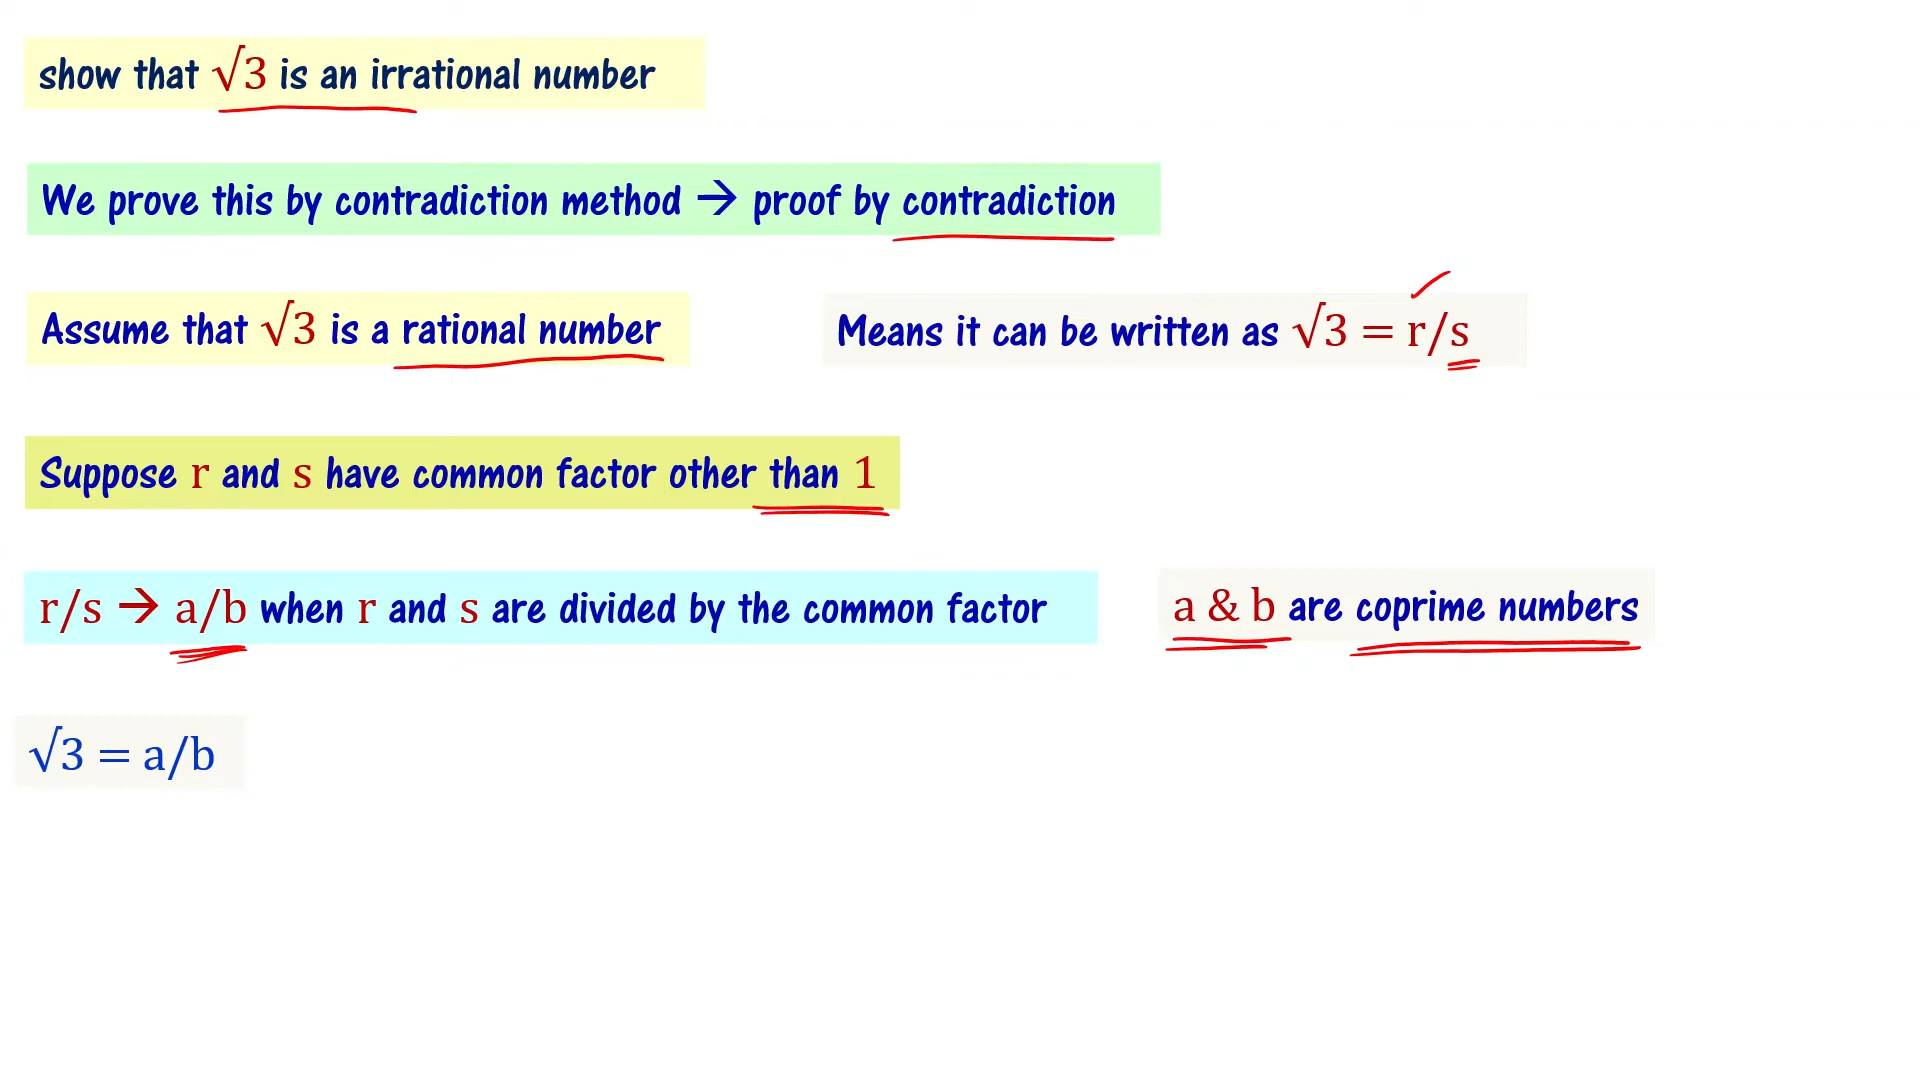 show that √3 is an irrational number
We prove this by contradiction method → proof by contradiction
Assume that √3 is a rational number
Means it can be written as √3 = r/s
Suppose r and s have common factor other than 1
r/s → a/b when r and s are divided by the common factor
a & b are coprime numbers
√3 = a/b